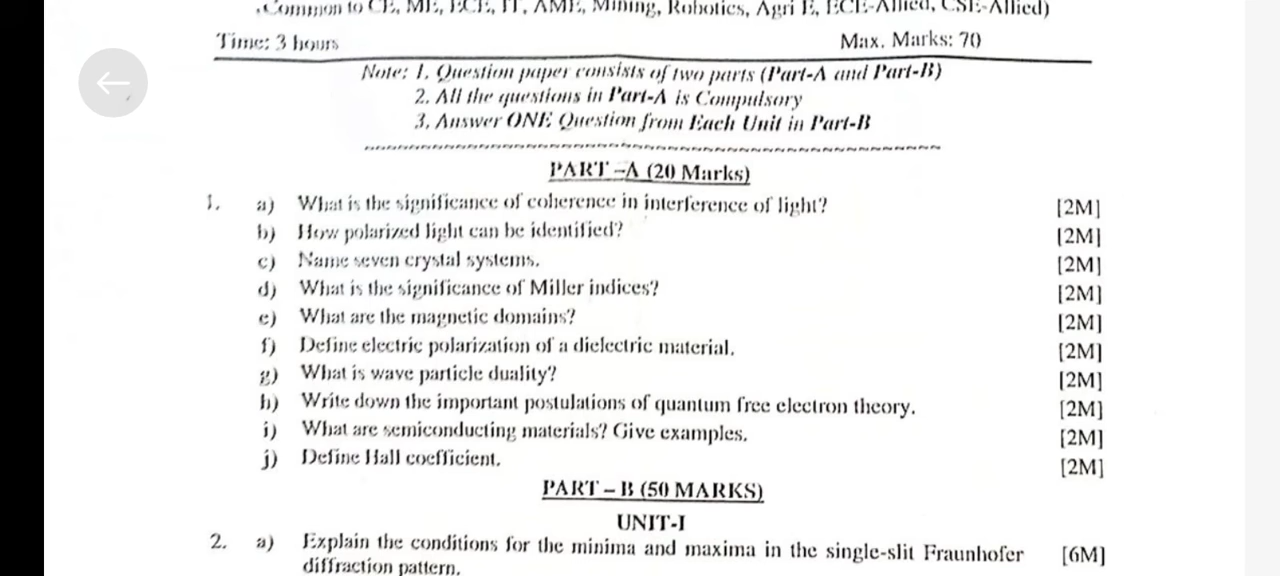 (Common to CE, ME, ECE, IT, AME, Mining, Robotics, Agri E, ECE-Allied, CSE-Allied)
Time: 3 hours Max. Marks: 70
Note: 1. Question paper consists of two parts (Part-A and Part-B)
2. All the questions in Part-A is Compulsory
3. Answer ONE Question from Each Unit in Part-B
PART –A (20 Marks)
1. a) What is the significance of coherence in interference of light? [2M]
b) How polarized light can be identified? [2M]
c) Name seven crystal systems. [2M]
d) What is the significance of Miller indices? [2M]
e) What are the magnetic domains? [2M]
f) Define electric polarization of a dielectric material. [2M]
g) What is wave particle duality? [2M]
h) Write down the important postulations of quantum free electron theory. [2M]
i) What are semiconducting materials? Give examples. [2M]
j) Define Hall coefficient. [2M]
PART – B (50 MARKS)
UNIT-I
2. a) Explain the conditions for the minima and maxima in the single-slit Fraunhofer [6M]
diffraction pattern.